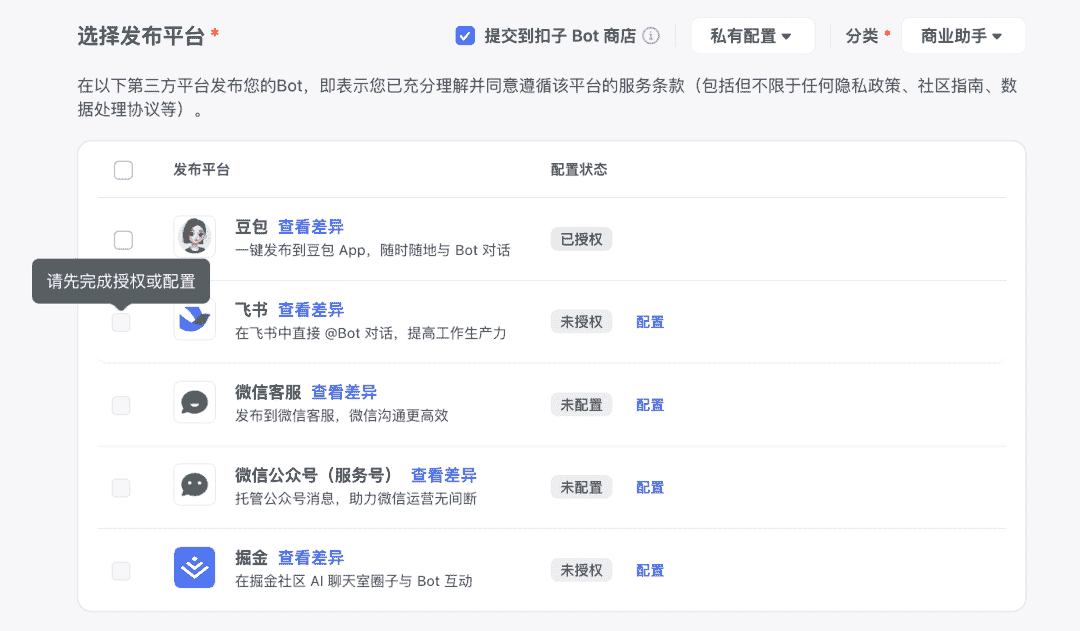 选择发布平台* 提交到扣子 Bot 商店 私有配置 分类* 商业助手
在以下第三方平台发布您的Bot，即表示您已充分理解并同意遵循该平台的服务条款（包括但不限于任何隐私政策、社区指南、数
据处理协议等）。
发布平台 配置状态
豆包 查看差异
一键发布到豆包 App，随时随地与 Bot 对话
已授权
请先完成授权或配置
飞书 查看差异
在飞书中直接 @Bot 对话，提高工作生产力
未授权 配置
微信客服 查看差异
发布到微信客服，微信沟通更高效
未配置 配置
微信公众号（服务号） 查看差异
托管公众号消息，助力微信运营无间断
未配置 配置
掘金 查看差异
在掘金社区 AI 聊天室圈子与 Bot 互动
未授权 配置